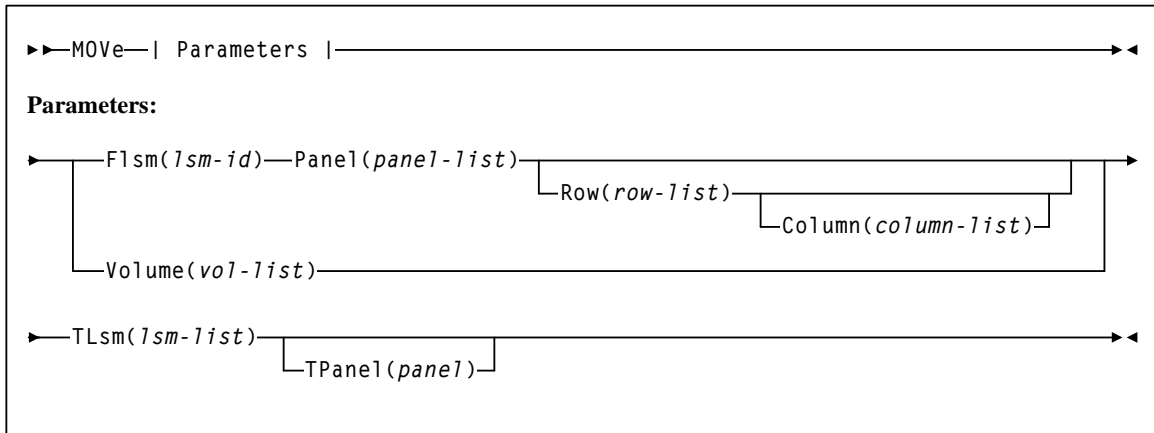 MOVe | Parameters |
Parameters:
Flsm(lsm-id) Panel(panel-list)
Row(row-list)
Column(column-list)
Volume(vol-list)
TLsm(lsm-list)
TPanel(panel)